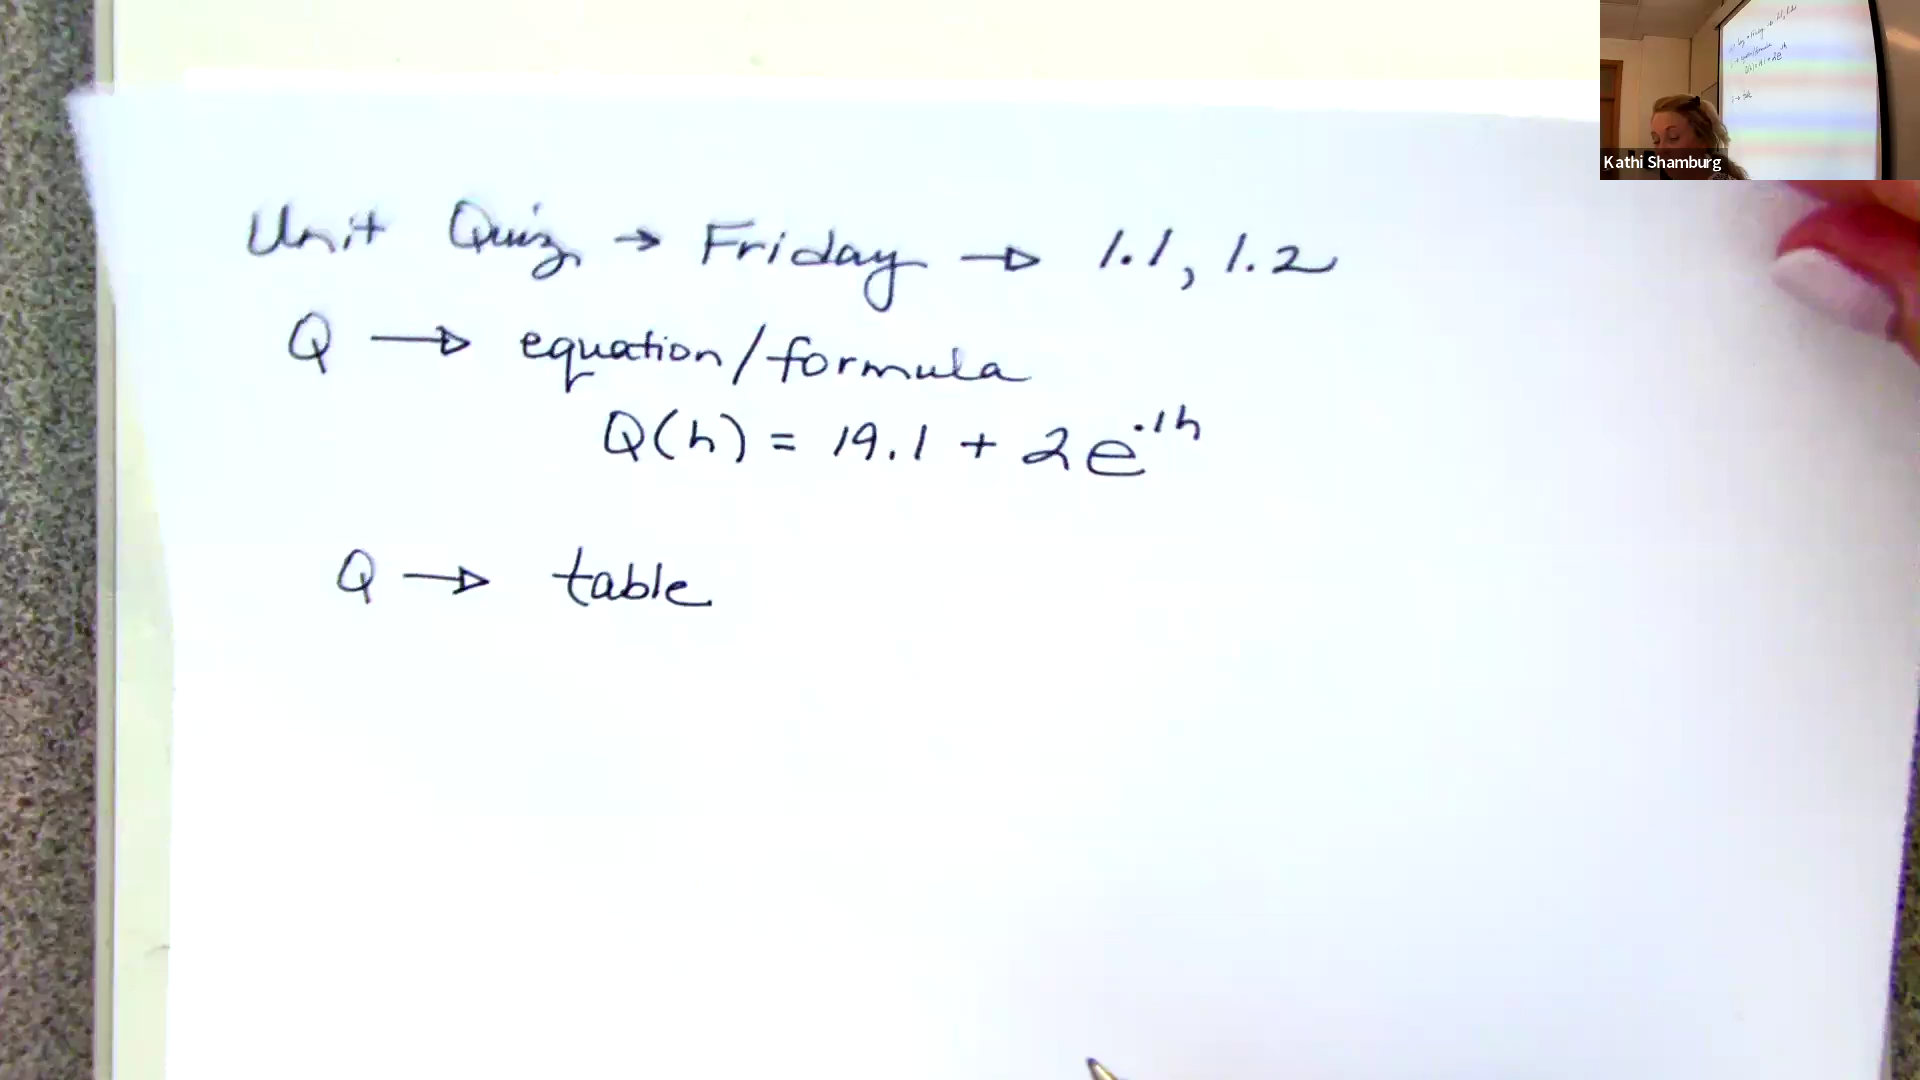 Unit Quiz → Friday → 1.1, 1.2
Q → equation/formula
Q(h) = 19.1 + 2e^.1h
Q → table
Kathi Shamburg